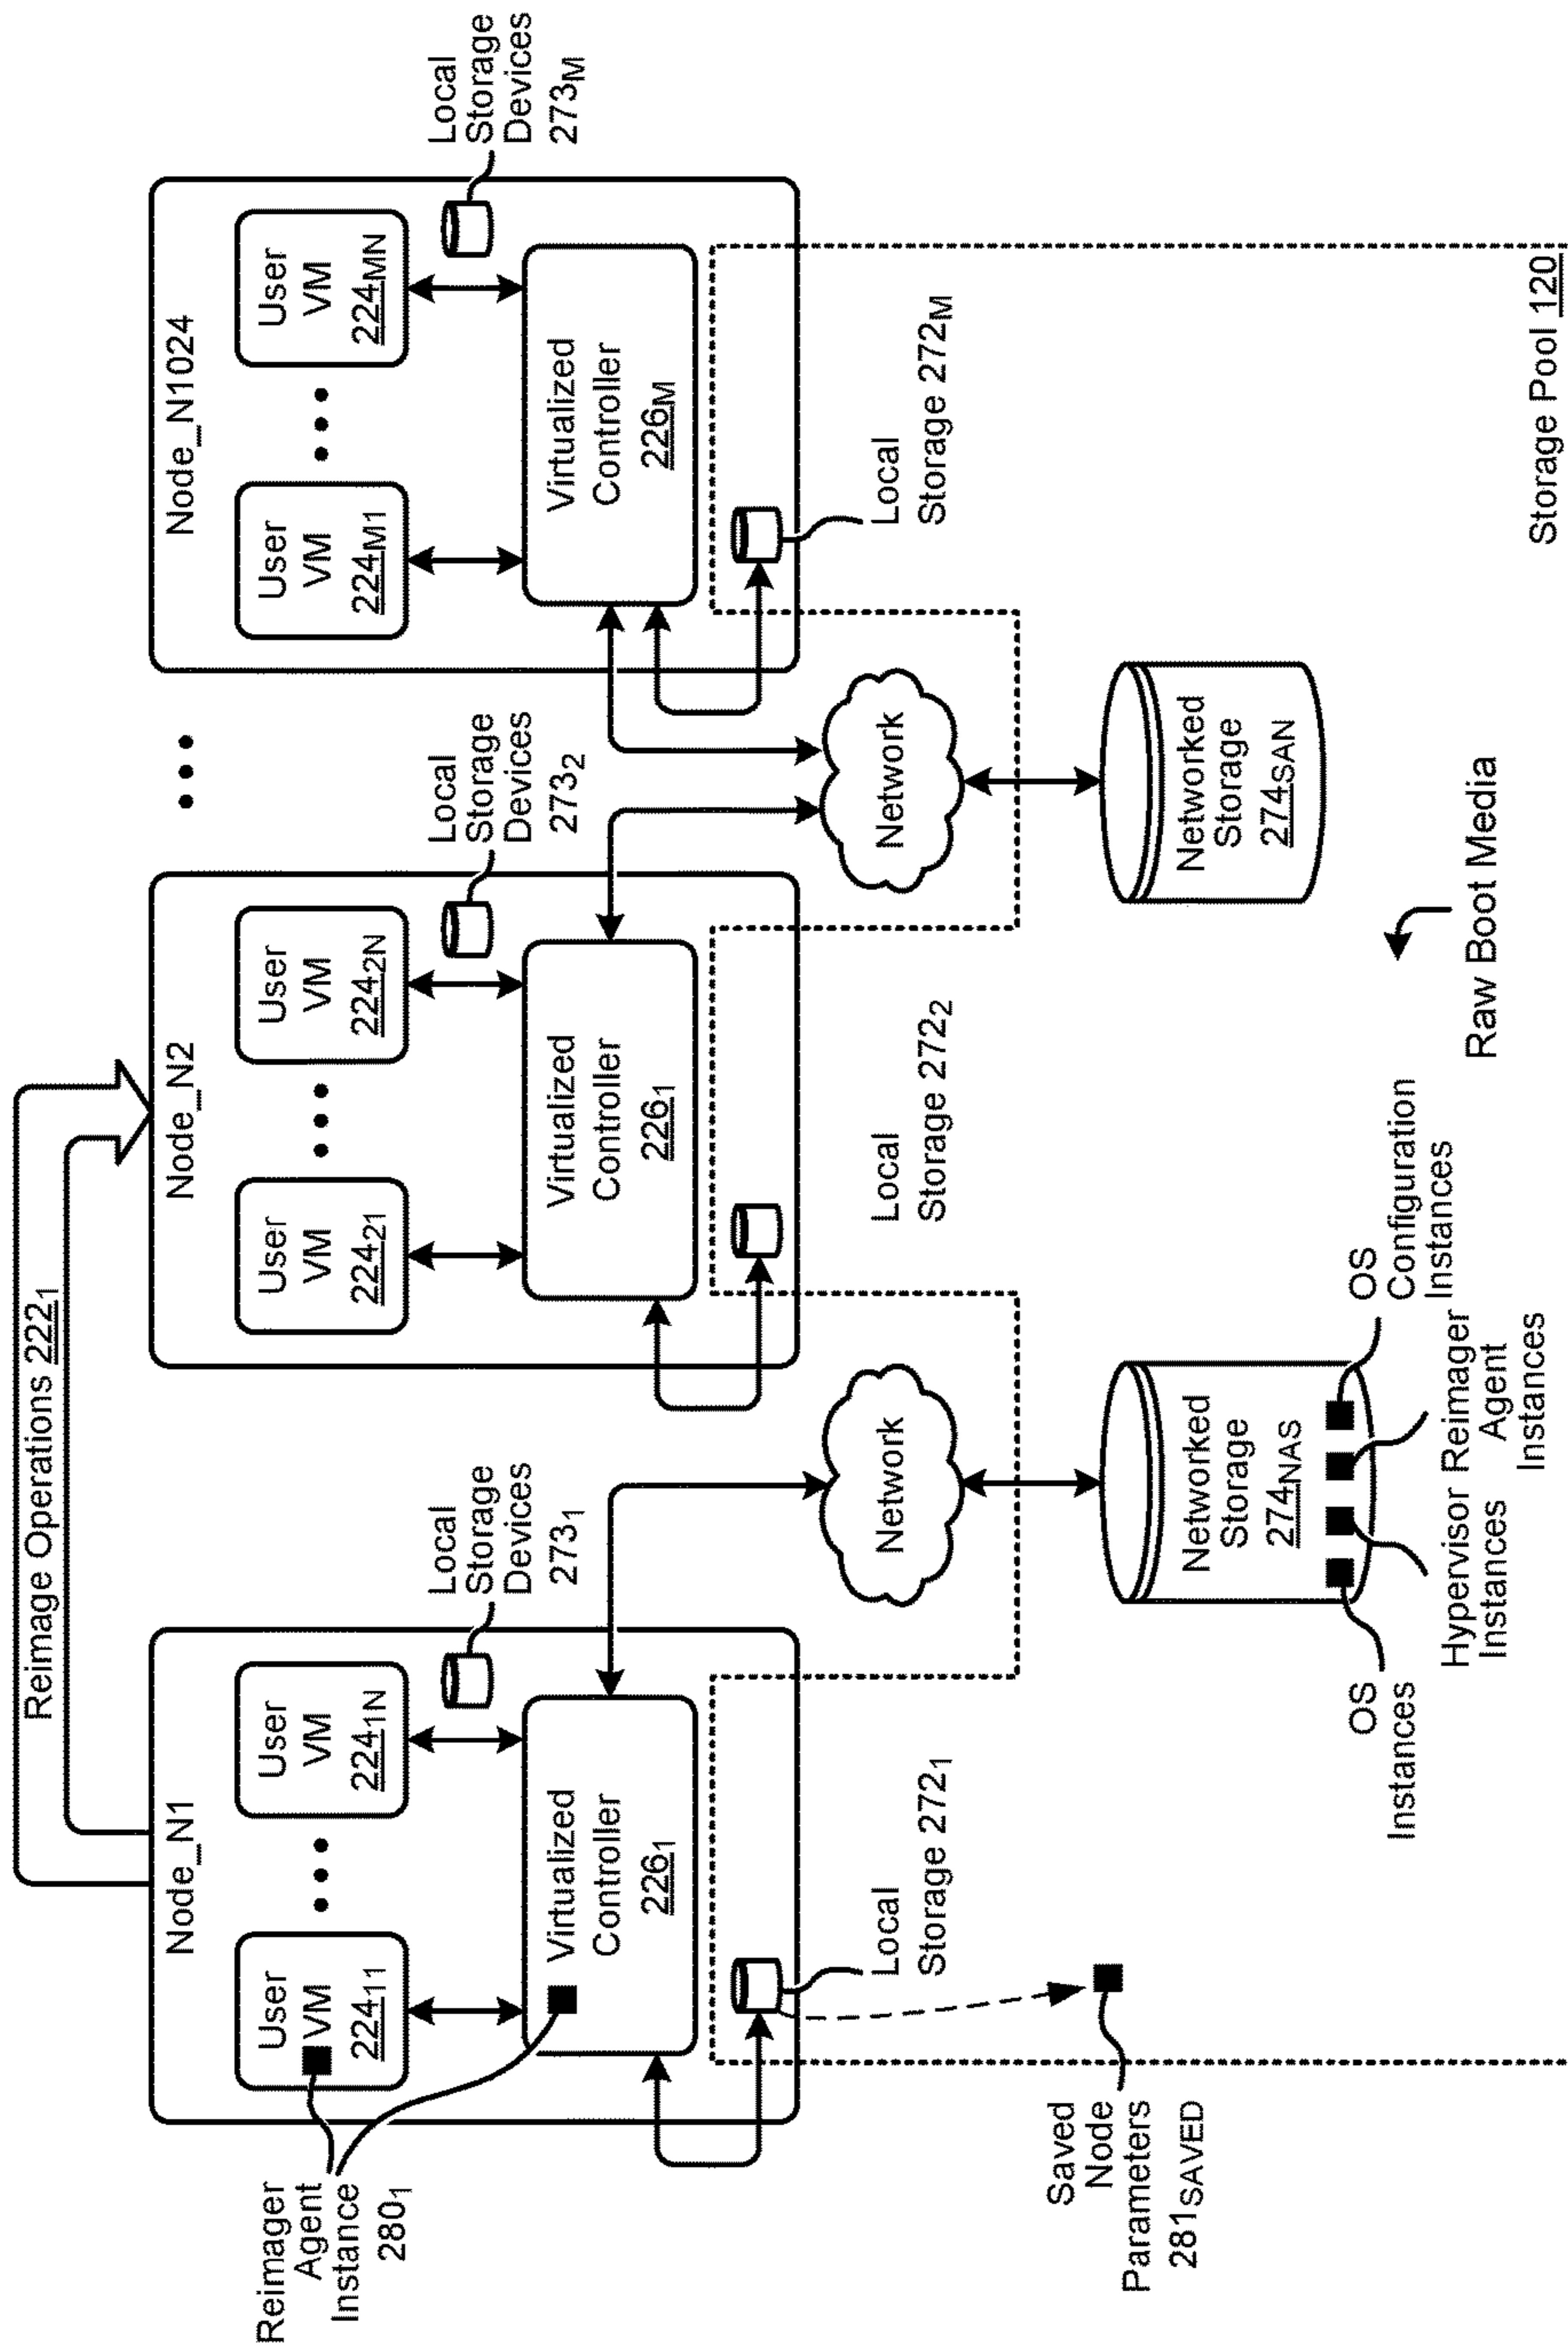 Reimage Operations 222₁
Node_N1
User
VM
224₁₁
User
VM
224₁N
Reimager
Agent
Instance
280₁
Local
Storage
Devices
273₁
Virtualized
Controller
226₁
Local
Storage 272₁
Node_N2
User
VM
224₂₁
User
VM
224₂N
Local
Storage
Devices
273₂
Virtualized
Controller
226₁
Local
Storage 272₂
Node_N1024
User
VM
224M1
User
VM
224MN
Local
Storage
Devices
273M
Virtualized
Controller
226M
Local
Storage 272M
Network
Network
Saved
Node
Parameters
281SAVED
Networked
Storage
274NAS
OS
Instances
Hypervisor
Instances
Reimager
Agent
Instances
OS
Configuration
Instances
Networked
Storage
274SAN
Raw Boot Media
Storage Pool 120